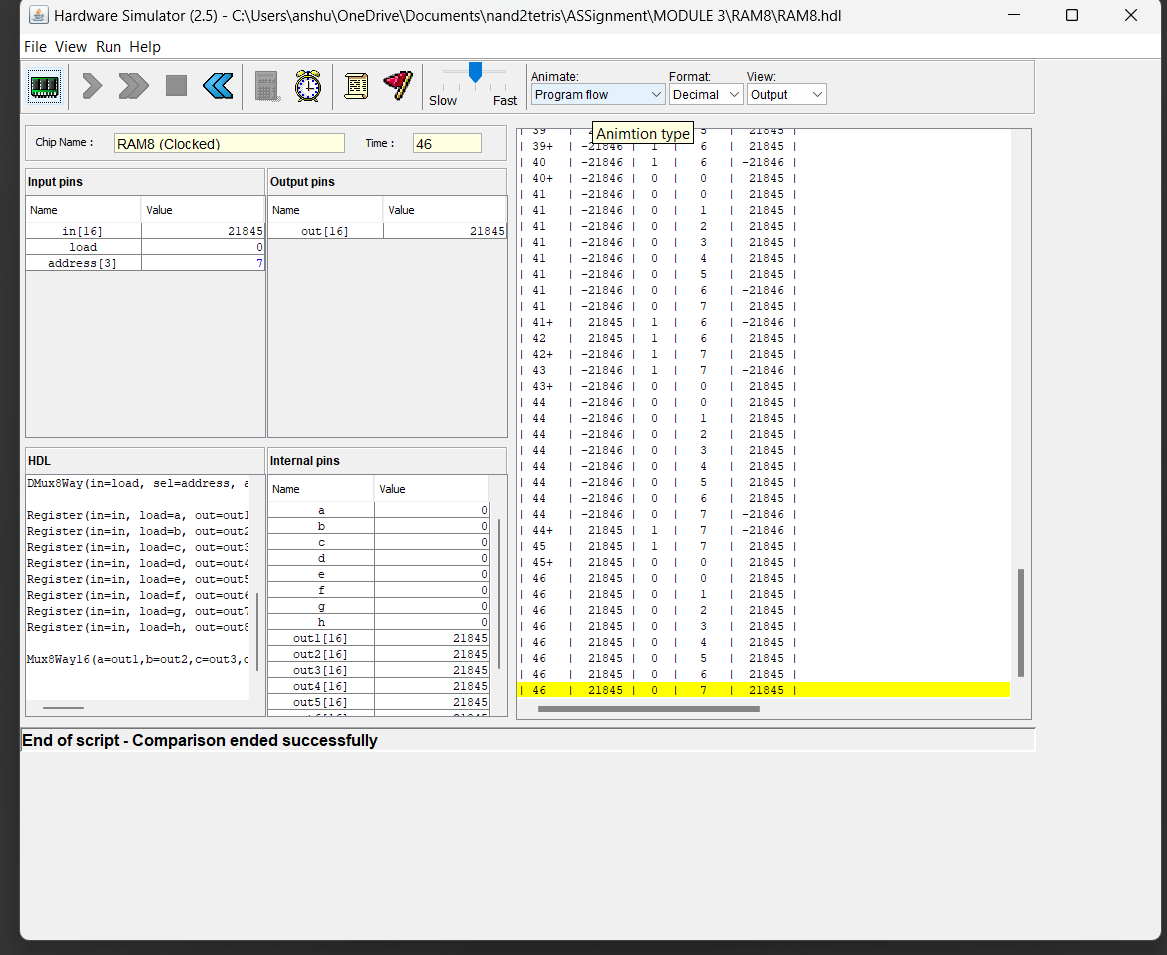 Hardware Simulator (2.5) - C:\Users\anshu\OneDrive\Documents\nand2tetris\ASSignment\MODULE 3\RAM8\RAM8.hdl
File View Run Help
Slow Fast
Animate: Format: View:
Program flow Decimal Output
Animtion type
Chip Name : RAM8 (Clocked) Time : 46
Input pins
Name Value
in[16] 21845
load 0
address[3] 7
Output pins
Name Value
out[16] 21845
HDL
DMux8Way(in=load, sel=address, a
Register(in=in, load=a, out=out1
Register(in=in, load=b, out=out2
Register(in=in, load=c, out=out3
Register(in=in, load=d, out=out4
Register(in=in, load=e, out=out5
Register(in=in, load=f, out=out6
Register(in=in, load=g, out=out7
Register(in=in, load=h, out=out8
Mux8Way16(a=out1,b=out2,c=out3,
Internal pins
Name Value
a 0
b 0
c 0
d 0
e 0
f 0
g 0
h 0
out1[16] 21845
out2[16] 21845
out3[16] 21845
out4[16] 21845
out5[16] 21845
| 39 | 5 | 21845 |
| 39+ | -21846 | 1 | 6 | 21845 |
| 40 | -21846 | 1 | 6 | -21846 |
| 40+ | -21846 | 0 | 0 | 21845 |
| 41 | -21846 | 0 | 0 | 21845 |
| 41 | -21846 | 0 | 1 | 21845 |
| 41 | -21846 | 0 | 2 | 21845 |
| 41 | -21846 | 0 | 3 | 21845 |
| 41 | -21846 | 0 | 4 | 21845 |
| 41 | -21846 | 0 | 5 | 21845 |
| 41 | -21846 | 0 | 6 | -21846 |
| 41 | -21846 | 0 | 7 | 21845 |
| 41+ | 21845 | 1 | 6 | -21846 |
| 42 | 21845 | 1 | 6 | 21845 |
| 42+ | -21846 | 1 | 7 | 21845 |
| 43 | -21846 | 1 | 7 | -21846 |
| 43+ | -21846 | 0 | 0 | 21845 |
| 44 | -21846 | 0 | 0 | 21845 |
| 44 | -21846 | 0 | 1 | 21845 |
| 44 | -21846 | 0 | 2 | 21845 |
| 44 | -21846 | 0 | 3 | 21845 |
| 44 | -21846 | 0 | 4 | 21845 |
| 44 | -21846 | 0 | 5 | 21845 |
| 44 | -21846 | 0 | 6 | 21845 |
| 44 | -21846 | 0 | 7 | -21846 |
| 44+ | 21845 | 1 | 7 | -21846 |
| 45 | 21845 | 1 | 7 | 21845 |
| 45+ | 21845 | 0 | 0 | 21845 |
| 46 | 21845 | 0 | 0 | 21845 |
| 46 | 21845 | 0 | 1 | 21845 |
| 46 | 21845 | 0 | 2 | 21845 |
| 46 | 21845 | 0 | 3 | 21845 |
| 46 | 21845 | 0 | 4 | 21845 |
| 46 | 21845 | 0 | 5 | 21845 |
| 46 | 21845 | 0 | 6 | 21845 |
| 46 | 21845 | 0 | 7 | 21845 |
End of script - Comparison ended successfully